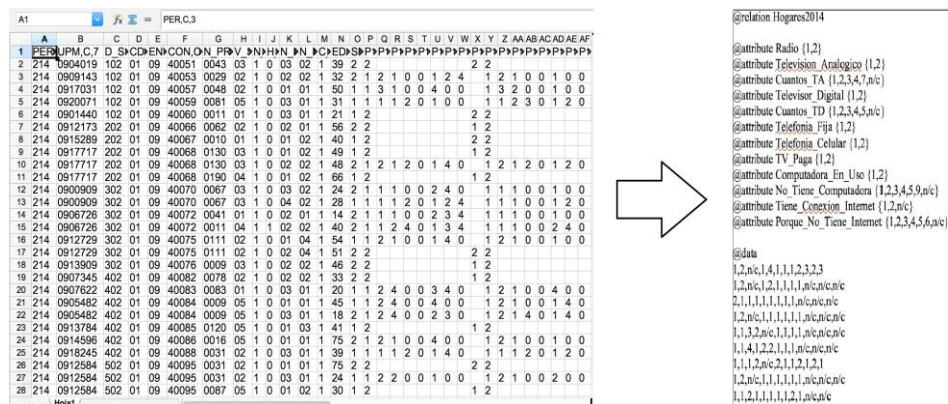 A1 fx Σ = PER,C,3
A B C D E F G H I J K L M N O P Q R S T U V W X Y Z AA AB AC AD AE AF
1 PER UPM,C,7 D_S CD EN CON,O N_PR V_S
2 214 0904019 102 01 09 40051 0043 03 1 0 03 02 1 39 2 2 2 2
3 214 0909143 102 01 09 40053 0029 02 1 0 02 02 1 32 2 1 2 1 0 0 1 2 4 1 2 1 0 0 1 0 0
4 214 0917031 102 01 09 40057 0048 02 1 0 01 01 1 50 1 1 3 1 0 0 4 0 0 1 3 2 0 0 1 0 0
5 214 0920071 102 01 09 40059 0081 05 1 0 03 01 1 31 1 1 1 1 2 0 1 0 0 1 1 2 3 0 1 2 0
6 214 0901440 102 01 09 40060 0011 01 1 0 03 01 1 21 1 2 2 2
7 214 0912173 202 01 09 40066 0062 02 1 0 02 01 1 56 2 2 1 2
8 214 0915289 202 01 09 40067 0010 01 1 0 01 02 1 40 1 2 2 2
9 214 0917717 202 01 09 40068 0130 03 1 0 01 02 1 49 1 2 1 2
10 214 0917717 202 01 09 40068 0130 03 1 0 02 02 1 48 2 1 2 1 2 0 1 4 0 1 2 1 2 0 1 2 0
11 214 0917717 202 01 09 40068 0190 04 1 0 01 02 1 66 1 2 1 2
12 214 0900909 302 01 09 40070 0067 03 1 0 03 02 1 24 2 1 1 1 0 0 2 4 0 1 1 1 0 0 1 0 0
13 214 0900909 302 01 09 40070 0067 03 1 0 04 02 1 28 1 1 1 1 2 0 1 2 4 1 1 1 0 0 1 2 0
14 214 0906726 302 01 09 40072 0041 01 1 0 02 01 1 14 2 1 1 1 0 0 2 3 4 1 1 1 0 0 1 0 0
15 214 0906726 302 01 09 40072 0011 04 1 1 02 02 1 40 2 1 1 2 4 0 1 3 4 1 1 1 0 0 2 4 0
16 214 0912729 302 01 09 40075 0111 02 1 0 01 04 1 54 1 1 2 1 0 0 1 4 0 1 2 1 0 0 1 0 0
17 214 0912729 302 01 09 40075 0111 02 1 0 02 04 1 51 2 2 2 2
18 214 0913909 302 01 09 40076 0009 03 1 0 02 02 1 46 2 2 1 2
19 214 0907345 402 01 09 40082 0078 02 1 0 02 02 1 33 2 2 1 2
20 214 0907622 402 01 09 40083 0083 01 1 0 03 01 1 20 1 1 2 4 0 0 3 4 0 1 2 1 0 0 4 0 0
21 214 0905482 402 01 09 40084 0009 05 1 0 01 01 1 45 1 1 2 4 0 0 4 0 0 1 2 1 0 0 1 4 0
22 214 0905482 402 01 09 40084 0009 05 1 0 03 01 1 18 2 1 2 4 0 0 2 3 0 1 2 1 4 0 1 4 0
23 214 0913784 402 01 09 40085 0120 05 1 0 01 03 1 41 1 2 1 2
24 214 0914596 402 01 09 40086 0016 05 1 0 01 01 1 75 2 1 2 1 0 0 4 0 0 1 2 1 0 0 1 0 0
25 214 0918245 402 01 09 40088 0011 02 1 0 03 01 1 39 1 1 1 1 2 0 1 4 0 1 1 1 2 0 1 2 0
26 214 0912584 502 01 09 40095 0031 02 1 0 01 01 1 75 2 2 2 2
27 214 0912584 502 01 09 40095 0031 02 1 0 03 01 1 24 1 1 2 2 0 0 1 0 0 1 2 1 0 0 2 0 0
28 214 0912584 502 01 09 40095 0087 05 1 0 01 02 1 30 1 2 1 2
Hoja1
@relation Hogares2014
@attribute Radio {1,2}
@attribute Television_Analogico {1,2}
@attribute Cuantos_TA {1,2,3,4,7,n/c}
@attribute Televisor_Digital {1,2}
@attribute Cuantos_TD {1,2,3,4,5,n/c}
@attribute Telefonia_Fija {1,2}
@attribute Telefonia_Celular {1,2}
@attribute TV_Paga {1,2}
@attribute Computadora_En_Uso {1,2}
@attribute No_Tiene_Computadora {1,2,3,4,5,9,n/c}
@attribute Tiene_Conexion_Internet {1,2,n/c}
@attribute Porque_No_Tiene_Internet {1,2,3,4,5,6,n/c}
@data
1,2,n/c,1,4,1,1,1,2,3,2,3
1,2,n/c,1,2,1,1,1,1,n/c,n/c,n/c
2,1,1,1,1,1,1,1,1,n/c,n/c,n/c
1,2,n/c,1,1,1,1,1,1,n/c,n/c,n/c
1,1,3,2,n/c,1,1,1,1,n/c,n/c,n/c
1,1,4,1,2,2,1,1,1,n/c,n/c,n/c
1,1,1,2,n/c,2,1,1,2,1,2,1
1,2,n/c,1,1,1,1,1,1,n/c,n/c,n/c
1,1,2,1,1,1,1,1,2,1,n/c,n/c